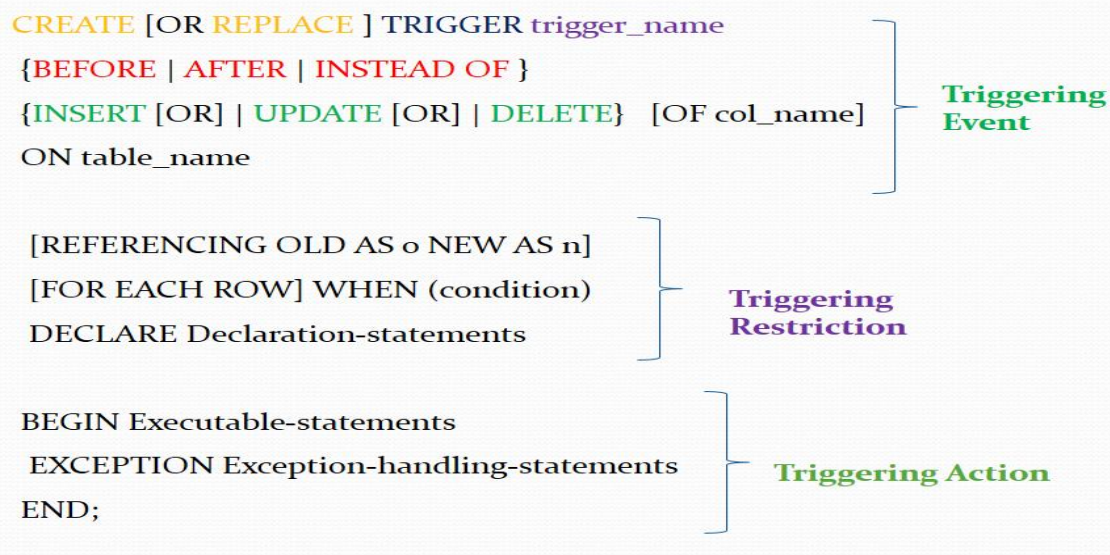 CREATE [OR REPLACE ] TRIGGER trigger_name
{BEFORE | AFTER | INSTEAD OF }
{INSERT [OR] | UPDATE [OR] | DELETE} [OF col_name]
ON table_name
Triggering
Event
[REFERENCING OLD AS o NEW AS n]
[FOR EACH ROW] WHEN (condition)
DECLARE Declaration-statements
Triggering
Restriction
BEGIN Executable-statements
EXCEPTION Exception-handling-statements
END;
Triggering Action